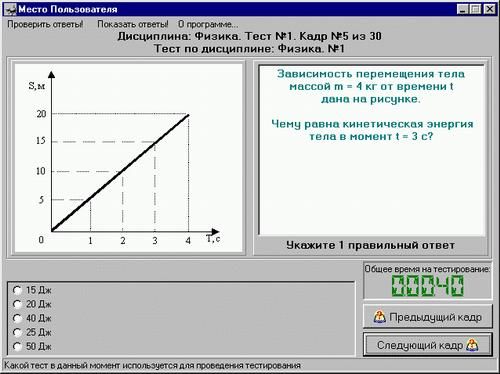 Место Пользователя
Проверить ответы! Показать ответы! О программе...
Дисциплина: Физика. Тест №1. Кадр №5 из 30
Тест по дисциплине: Физика. №1
S,м
20
15
10
5
0 1 2 3 4 T,с
Зависимость перемещения тела
массой m = 4 кг от времени t
дана на рисунке.
Чему равна кинетическая энергия
тела в момент t = 3 с?
Укажите 1 правильный ответ
15 Дж
20 Дж
40 Дж
25 Дж
50 Дж
Общее время на тестирование:
00:00:40
Предыдущий кадр
Следующий кадр
Какой тест в данный момент используется для проведения тестирования